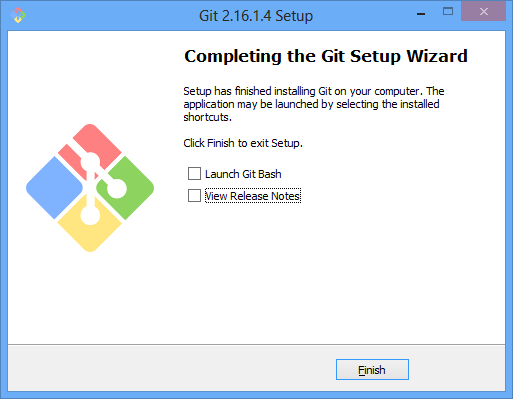 Git 2.16.1.4 Setup
Completing the Git Setup Wizard
Setup has finished installing Git on your computer. The
application may be launched by selecting the installed
shortcuts.
Click Finish to exit Setup.
Launch Git Bash
View Release Notes
Finish